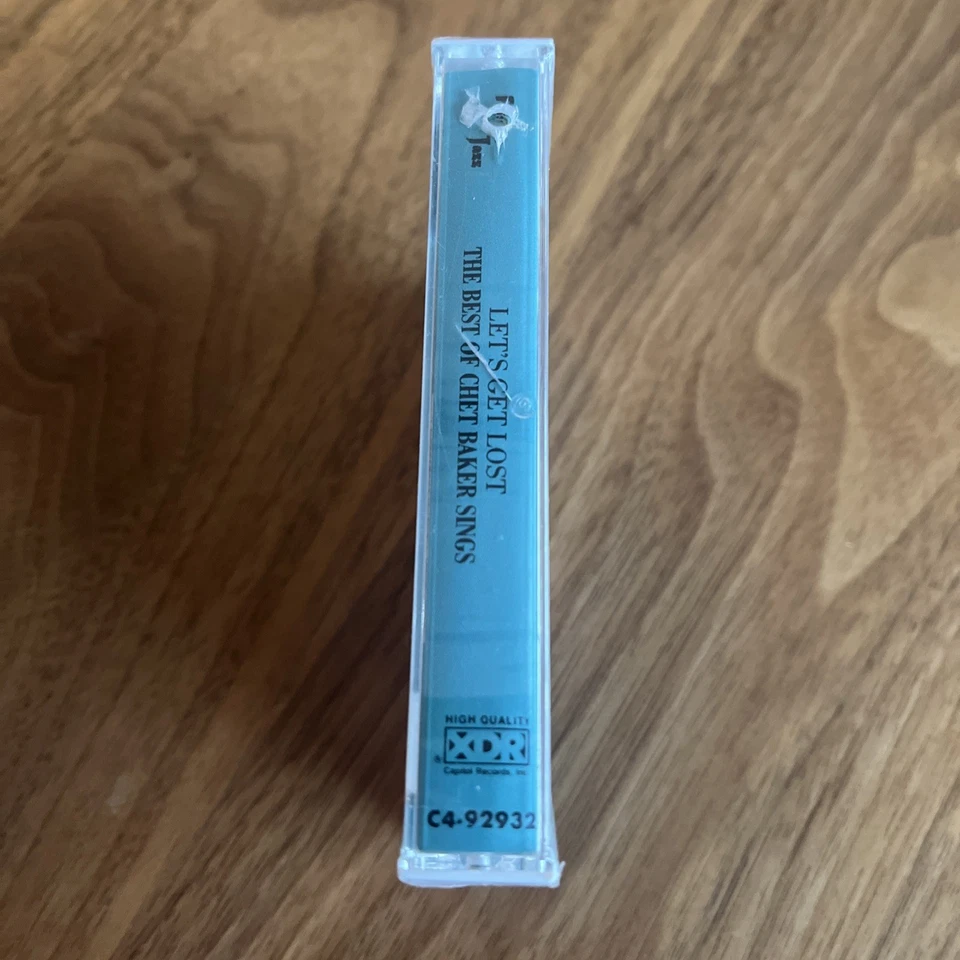 Jazz
LET'S GET LOST
THE BEST OF CHET BAKER SINGS
HIGH QUALITY
XDR
®
Capitol Records, Inc
C4-92932